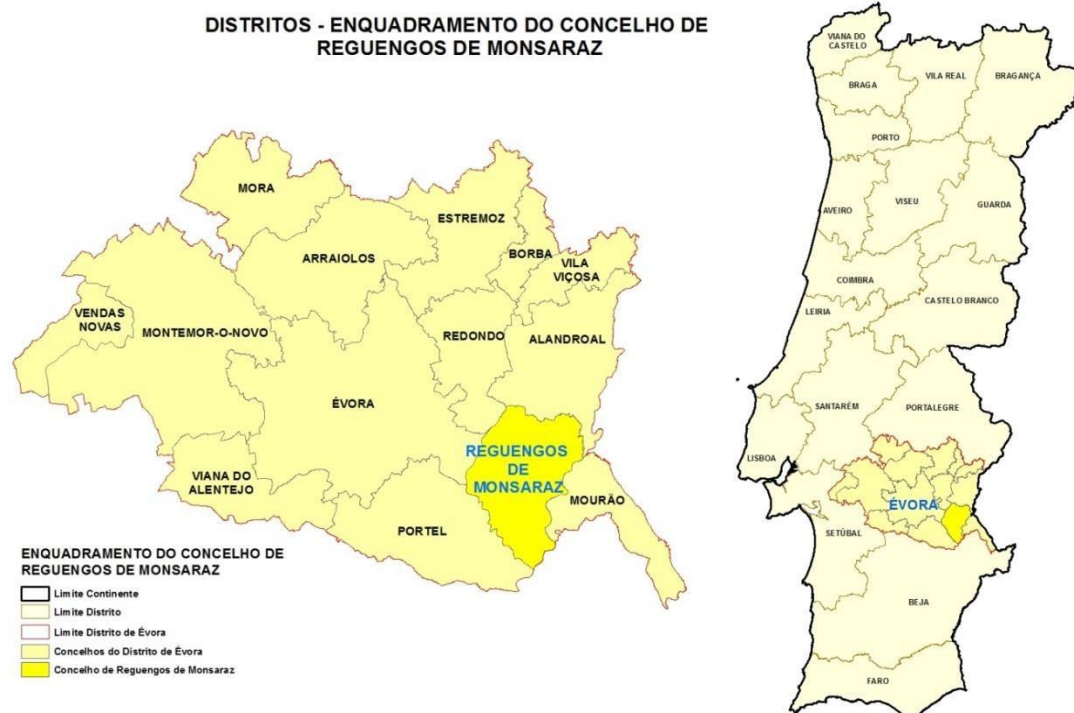 DISTRITOS - ENQUADRAMENTO DO CONCELHO DE
REGUENGOS DE MONSARAZ
MORA
ESTREMOZ
ARRAIOLOS
BORBA
VILA
VIÇOSA
VENDAS
NOVAS
MONTEMOR-O-NOVO
REDONDO
ALANDROAL
ÉVORA
REGUENGOS
DE
MONSARAZ
VIANA DO
ALENTEJO
MOURÃO
PORTEL
ENQUADRAMENTO DO CONCELHO DE
REGUENGOS DE MONSARAZ
Limite Continente
Limite Distrito
Limite Distrito de Évora
Concelhos do Distrito de Évora
Concelho de Reguengos de Monsaraz
VIANA DO
CASTELO
VILA REAL
BRAGANÇA
BRAGA
PORTO
VISEU
GUARDA
AVEIRO
COIMBRA
CASTELO BRANCO
LEIRIA
SANTARÉM
PORTALEGRE
LISBOA
ÉVORA
SETÚBAL
BEJA
FARO